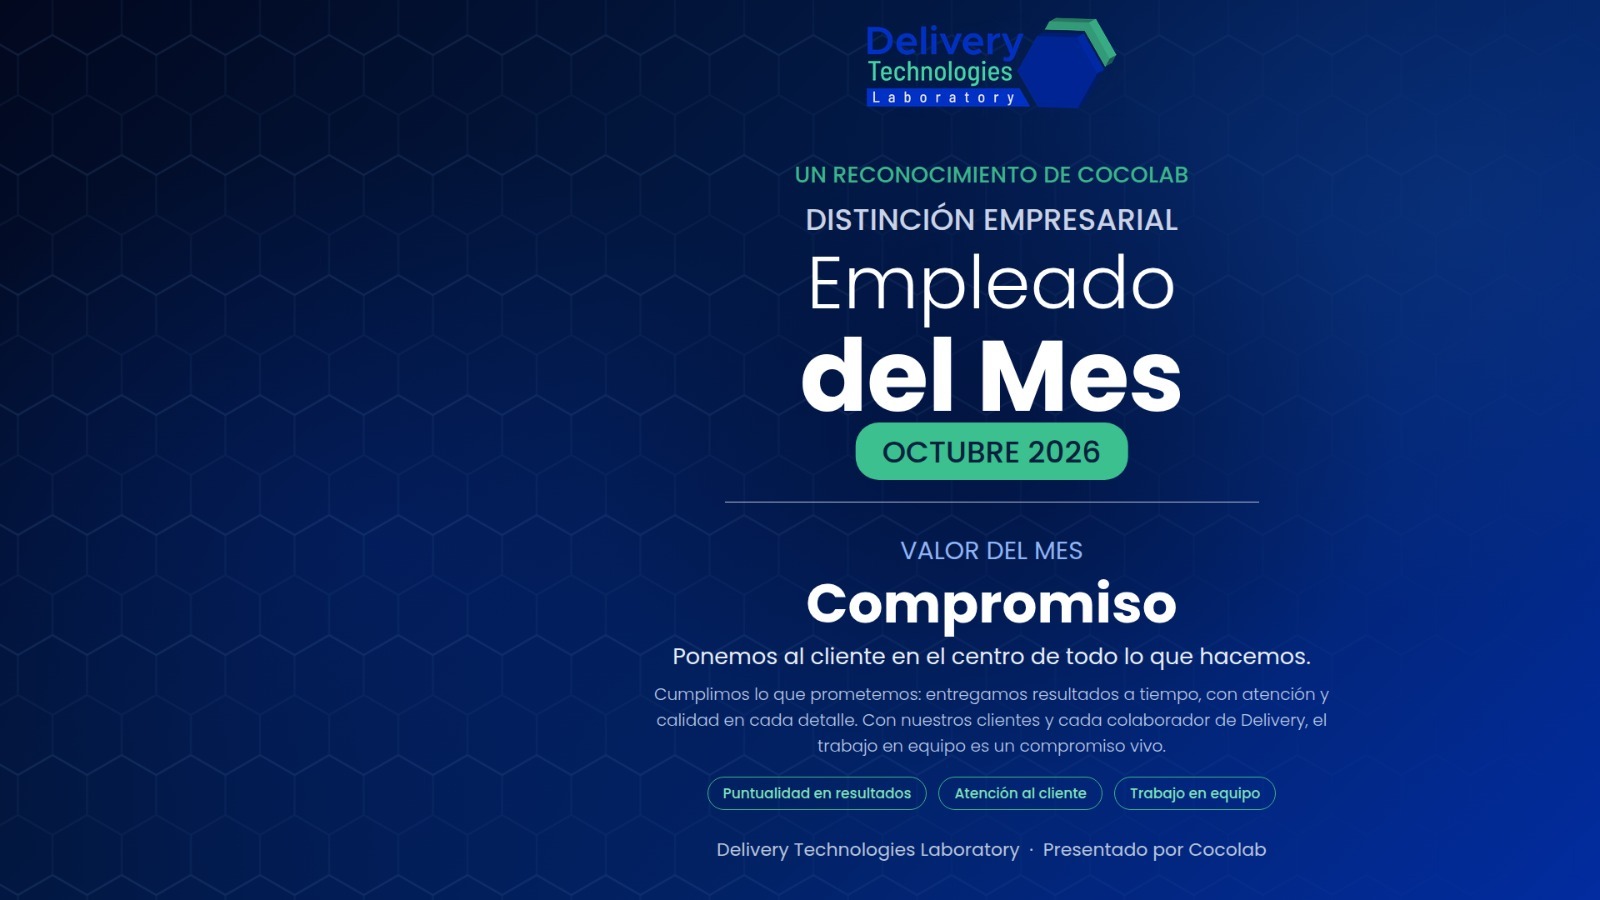 Delivery
Technologies
Laboratory
UN RECONOCIMIENTO DE COCOLAB
DISTINCIÓN EMPRESARIAL
Empleado
del Mes
OCTUBRE 2026
VALOR DEL MES
Compromiso
Ponemos al cliente en el centro de todo lo que hacemos.
Cumplimos lo que prometemos: entregamos resultados a tiempo, con atención y
calidad en cada detalle. Con nuestros clientes y cada colaborador de Delivery, el
trabajo en equipo es un compromiso vivo.
Puntualidad en resultados
Atención al cliente
Trabajo en equipo
Delivery Technologies Laboratory · Presentado por Cocolab